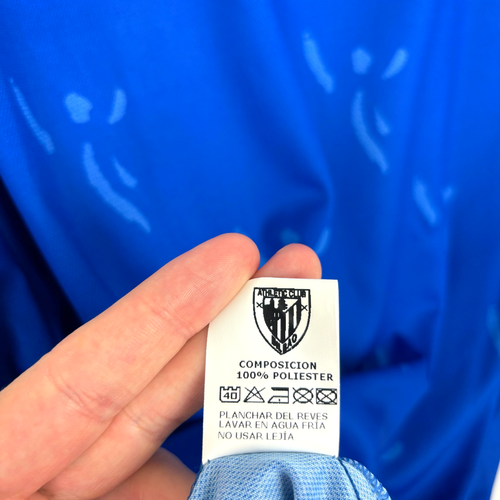 ATHLETIC CLUB
COMPOSICION
100% POLIESTER
40
PLANCHAR DEL REVES
LAVAR EN AGUA FRÍA
NO USAR LEJÍA